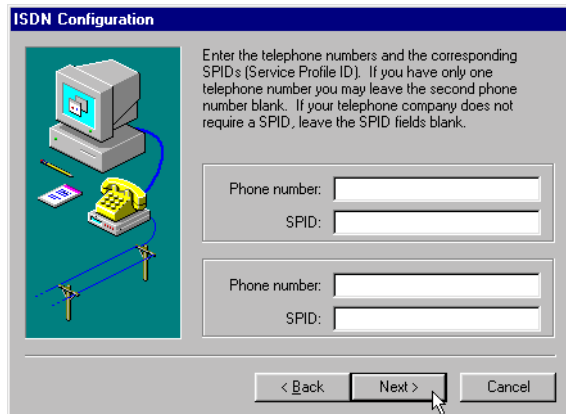 ISDN Configuration
Enter the telephone numbers and the corresponding
SPIDs (Service Profile ID). If you have only one
telephone number you may leave the second phone
number blank. If your telephone company does not
require a SPID, leave the SPID fields blank.
Phone number:
SPID:
Phone number:
SPID:
< Back Next > Cancel